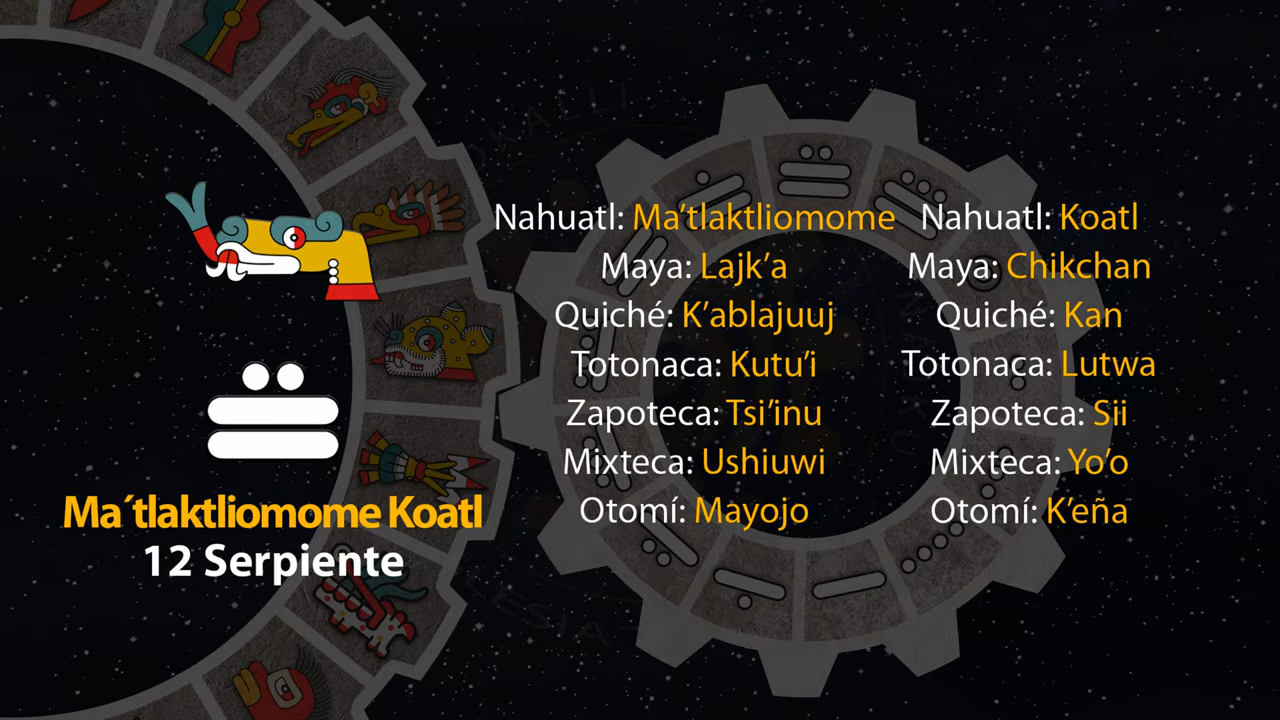 Ma´tlaktliomome Koatl
12 Serpiente
Nahuatl: Ma’tlaktliomome
Maya: Lajk’a
Quiché: K’ablajuuj
Totonaca: Kutu’i
Zapoteca: Tsi’inu
Mixteca: Ushiuwi
Otomí: Mayojo
Nahuatl: Koatl
Maya: Chikchan
Quiché: Kan
Totonaca: Lutwa
Zapoteca: Sii
Mixteca: Yo’o
Otomí: K’eña